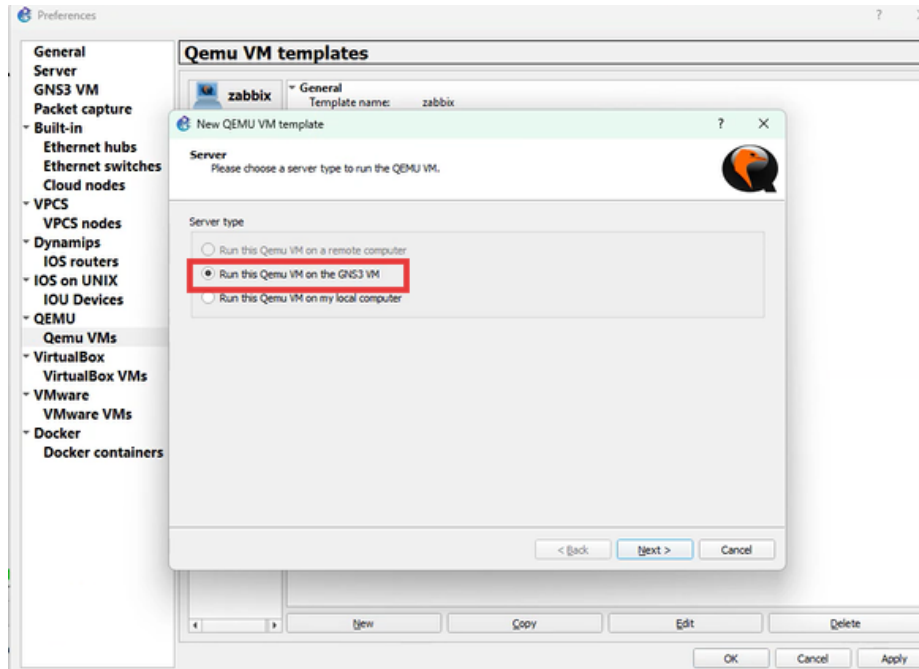 Preferences
?
General
Server
GNS3 VM
Packet capture
Built-in
Ethernet hubs
Ethernet switches
Cloud nodes
VPCS
VPCS nodes
Dynamips
IOS routers
IOS on UNIX
IOU Devices
QEMU
Qemu VMs
VirtualBox
VirtualBox VMs
VMware
VMware VMs
Docker
Docker containers
Qemu VM templates
zabbix
General
Template name: zabbix
New QEMU VM template
?
Server
Please choose a server type to run the QEMU VM.
Server type
Run this Qemu VM on a remote computer
Run this Qemu VM on the GNS3 VM
Run this Qemu VM on my local computer
< Back Next > Cancel
New Copy Edit Delete
OK Cancel Apply